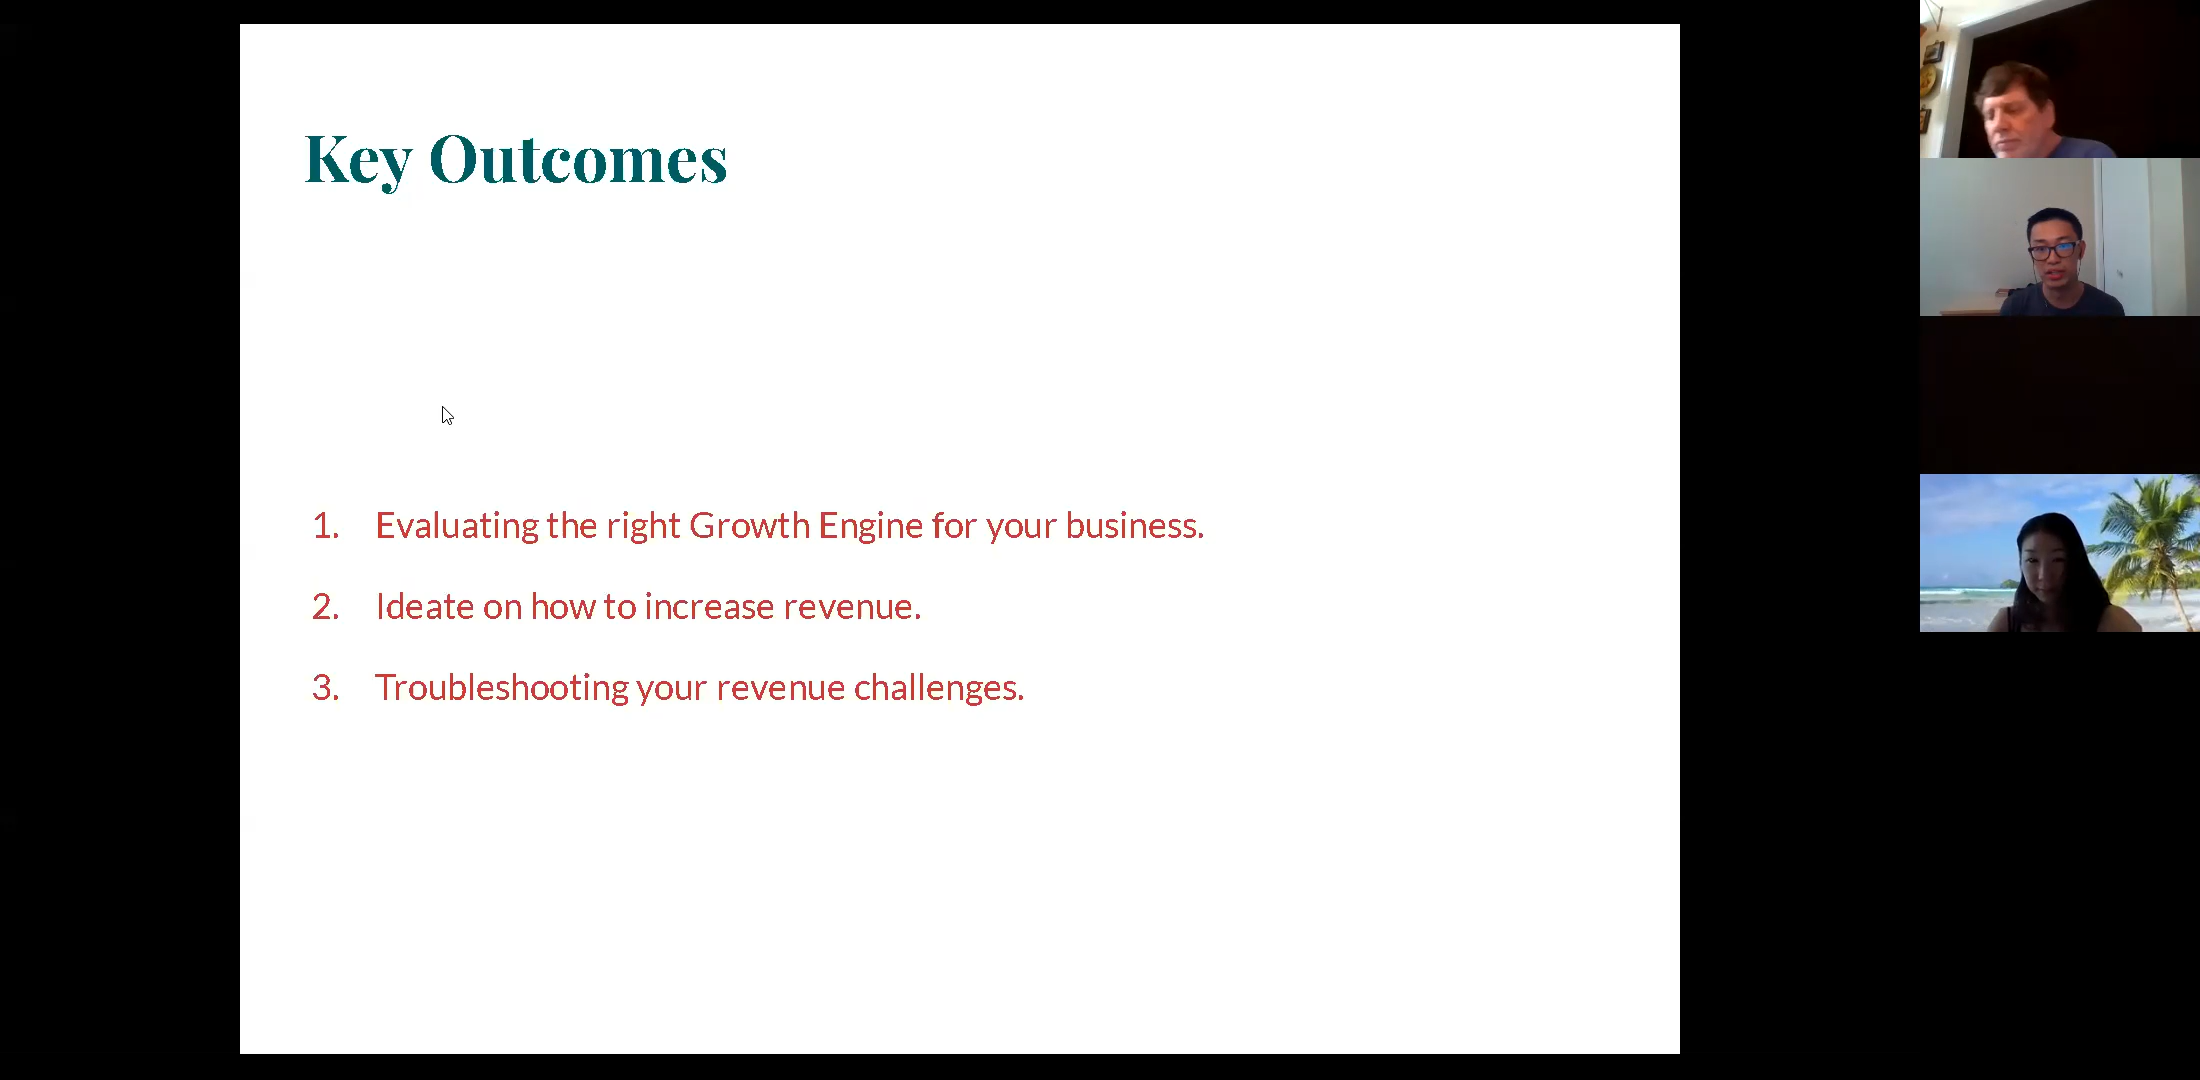 Key Outcomes
1. Evaluating the right Growth Engine for your business.
2. Ideate on how to increase revenue.
3. Troubleshooting your revenue challenges.